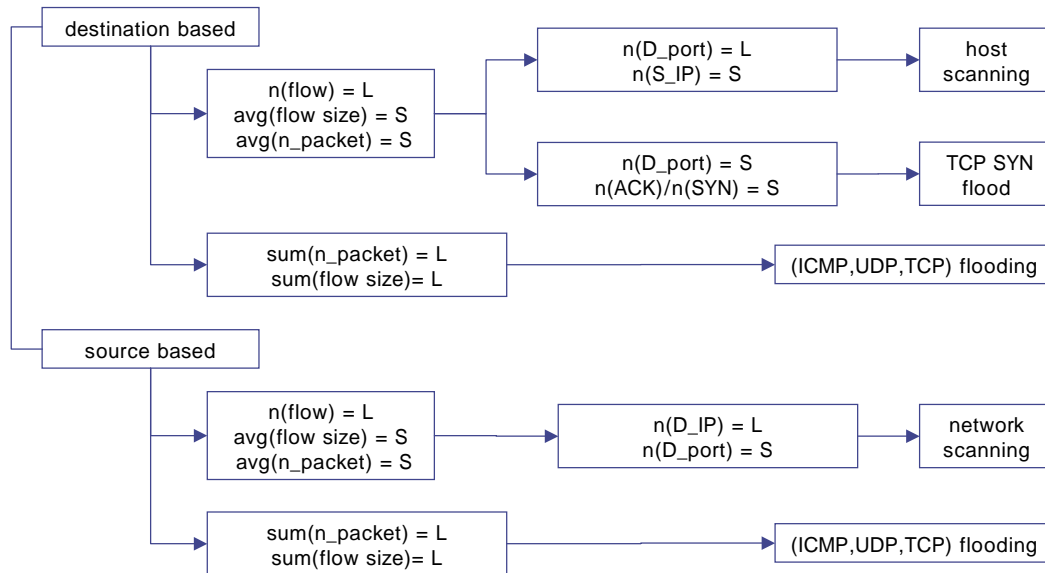 destination based
n(flow) = L
avg(flow size) = S
avg(n_packet) = S
n(D_port) = L
n(S_IP) = S
host
scanning
n(D_port) = S
n(ACK)/n(SYN) = S
TCP SYN
flood
sum(n_packet) = L
sum(flow size)= L
(ICMP,UDP,TCP) flooding
source based
n(flow) = L
avg(flow size) = S
avg(n_packet) = S
n(D_IP) = L
n(D_port) = S
network
scanning
sum(n_packet) = L
sum(flow size)= L
(ICMP,UDP,TCP) flooding